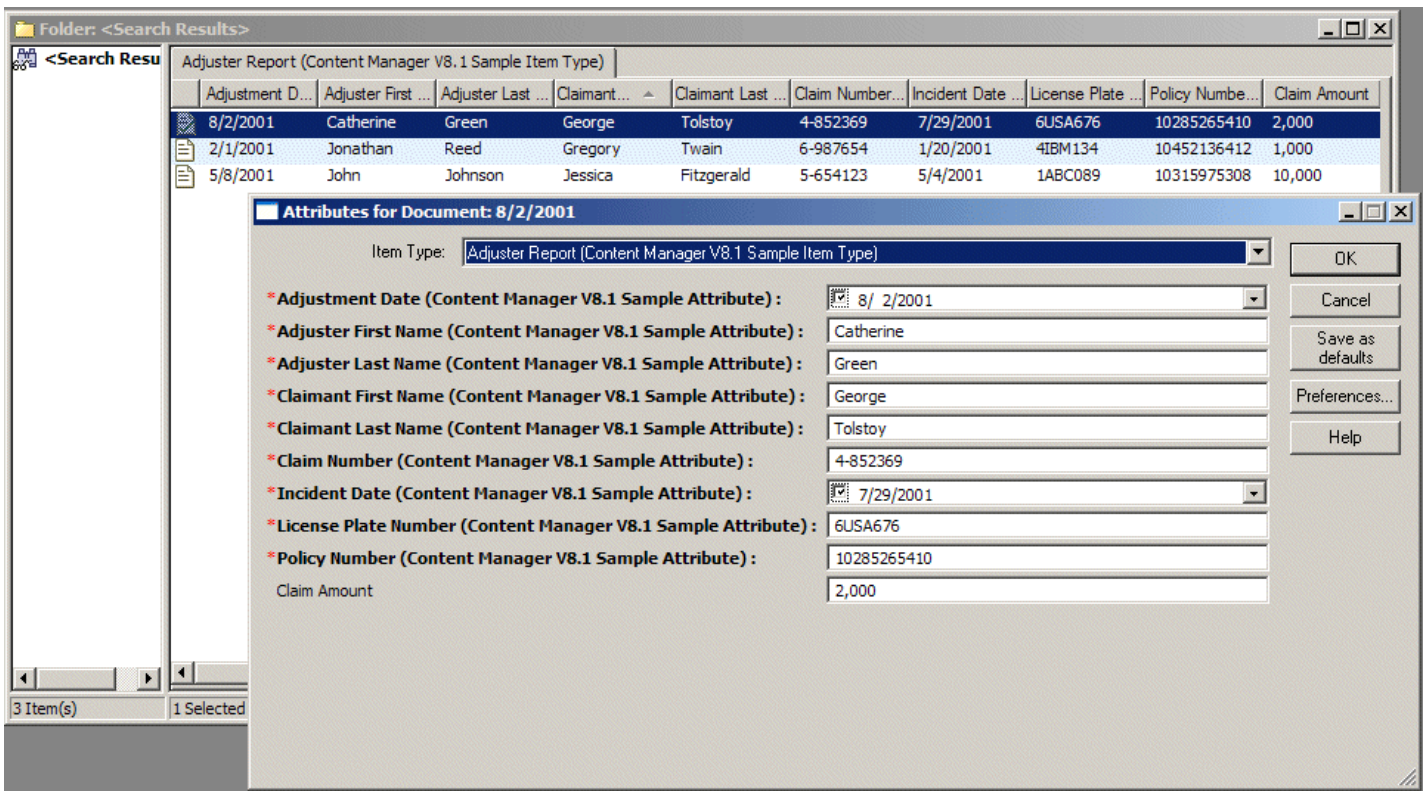 Folder: <Search Results>
<Search Resu
Adjuster Report (Content Manager V8.1 Sample Item Type)
Adjustment D... Adjuster First ... Adjuster Last ... Claimant... Claimant Last ... Claim Number... Incident Date ... License Plate ... Policy Numbe... Claim Amount
8/2/2001 Catherine Green George Tolstoy 4-852369 7/29/2001 6USA676 10285265410 2,000
2/1/2001 Jonathan Reed Gregory Twain 6-987654 1/20/2001 4IBM134 10452136412 1,000
5/8/2001 John Johnson Jessica Fitzgerald 5-654123 5/4/2001 1ABC089 10315975308 10,000
Attributes for Document: 8/2/2001
Item Type: Adjuster Report (Content Manager V8.1 Sample Item Type)
OK
*Adjustment Date (Content Manager V8.1 Sample Attribute) : 8/ 2/2001
Cancel
*Adjuster First Name (Content Manager V8.1 Sample Attribute) : Catherine
Save as
defaults
*Adjuster Last Name (Content Manager V8.1 Sample Attribute) : Green
*Claimant First Name (Content Manager V8.1 Sample Attribute) : George
Preferences...
*Claimant Last Name (Content Manager V8.1 Sample Attribute) : Tolstoy
Help
*Claim Number (Content Manager V8.1 Sample Attribute) : 4-852369
*Incident Date (Content Manager V8.1 Sample Attribute) : 7/29/2001
*License Plate Number (Content Manager V8.1 Sample Attribute) : 6USA676
*Policy Number (Content Manager V8.1 Sample Attribute) : 10285265410
Claim Amount 2,000
3 Item(s)
1 Selected